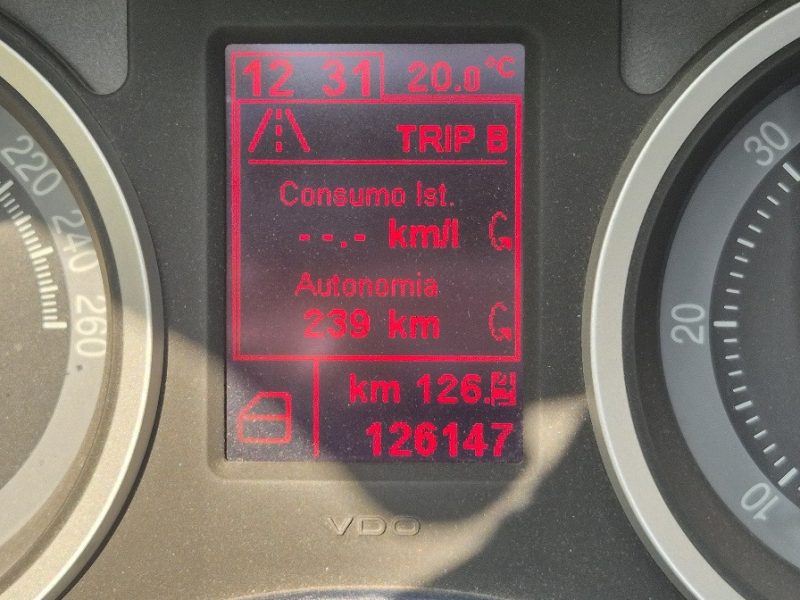 12 31 20.0°C
TRIP B
Consumo Ist.
--.- km/l
Autonomia
239 km
km 126.
126147
VDO
220
240
260
30
20
10